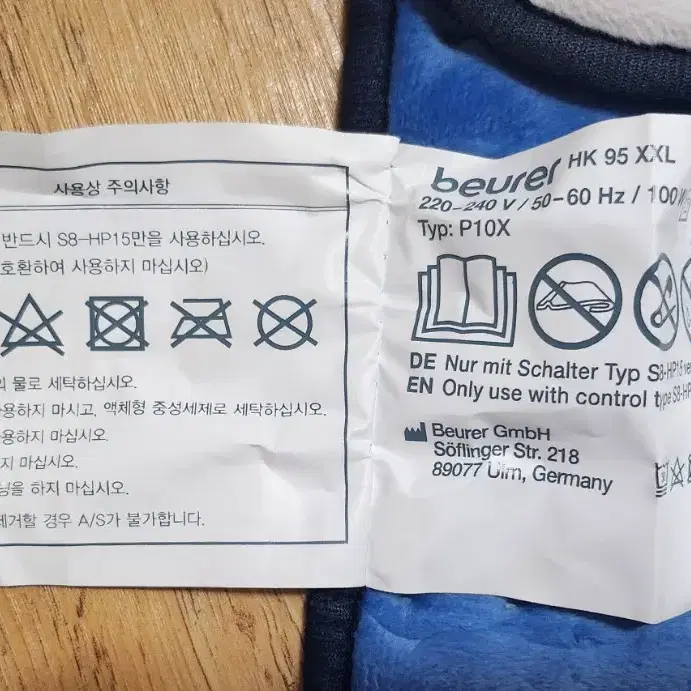 사용상 주의사항
반드시 S8-HP15만을 사용하십시오.
호환하여 사용하지 마십시오)
물로 세탁하십시오.
사용하지 마시고, 액체형 중성세제로 세탁하십시오.
용하지 마십시오.
지 마십시오.
닝을 하지 마십시오.
제거할 경우 A/S가 불가합니다.
beurer HK 95 XXL
220-240 V / 50-60 Hz / 100W
Typ: P10X
DE Nur mit Schalter Typ S8-HP15
EN Only use with control type S8-HP
Beurer GmbH
Söflinger Str. 218
89077 Ulm, Germany